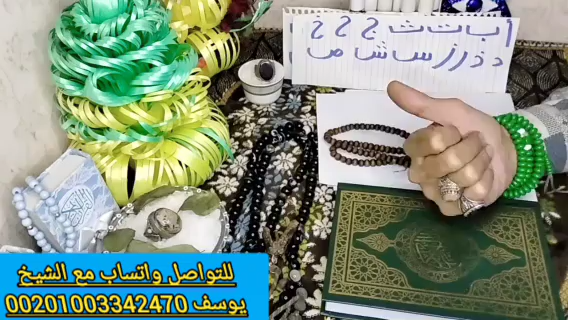 ا ب ت ث ج ح خ
د ذ ر ز س ش ص
للتواصل واتساب مع الشيخ
يوسف 00201003342470